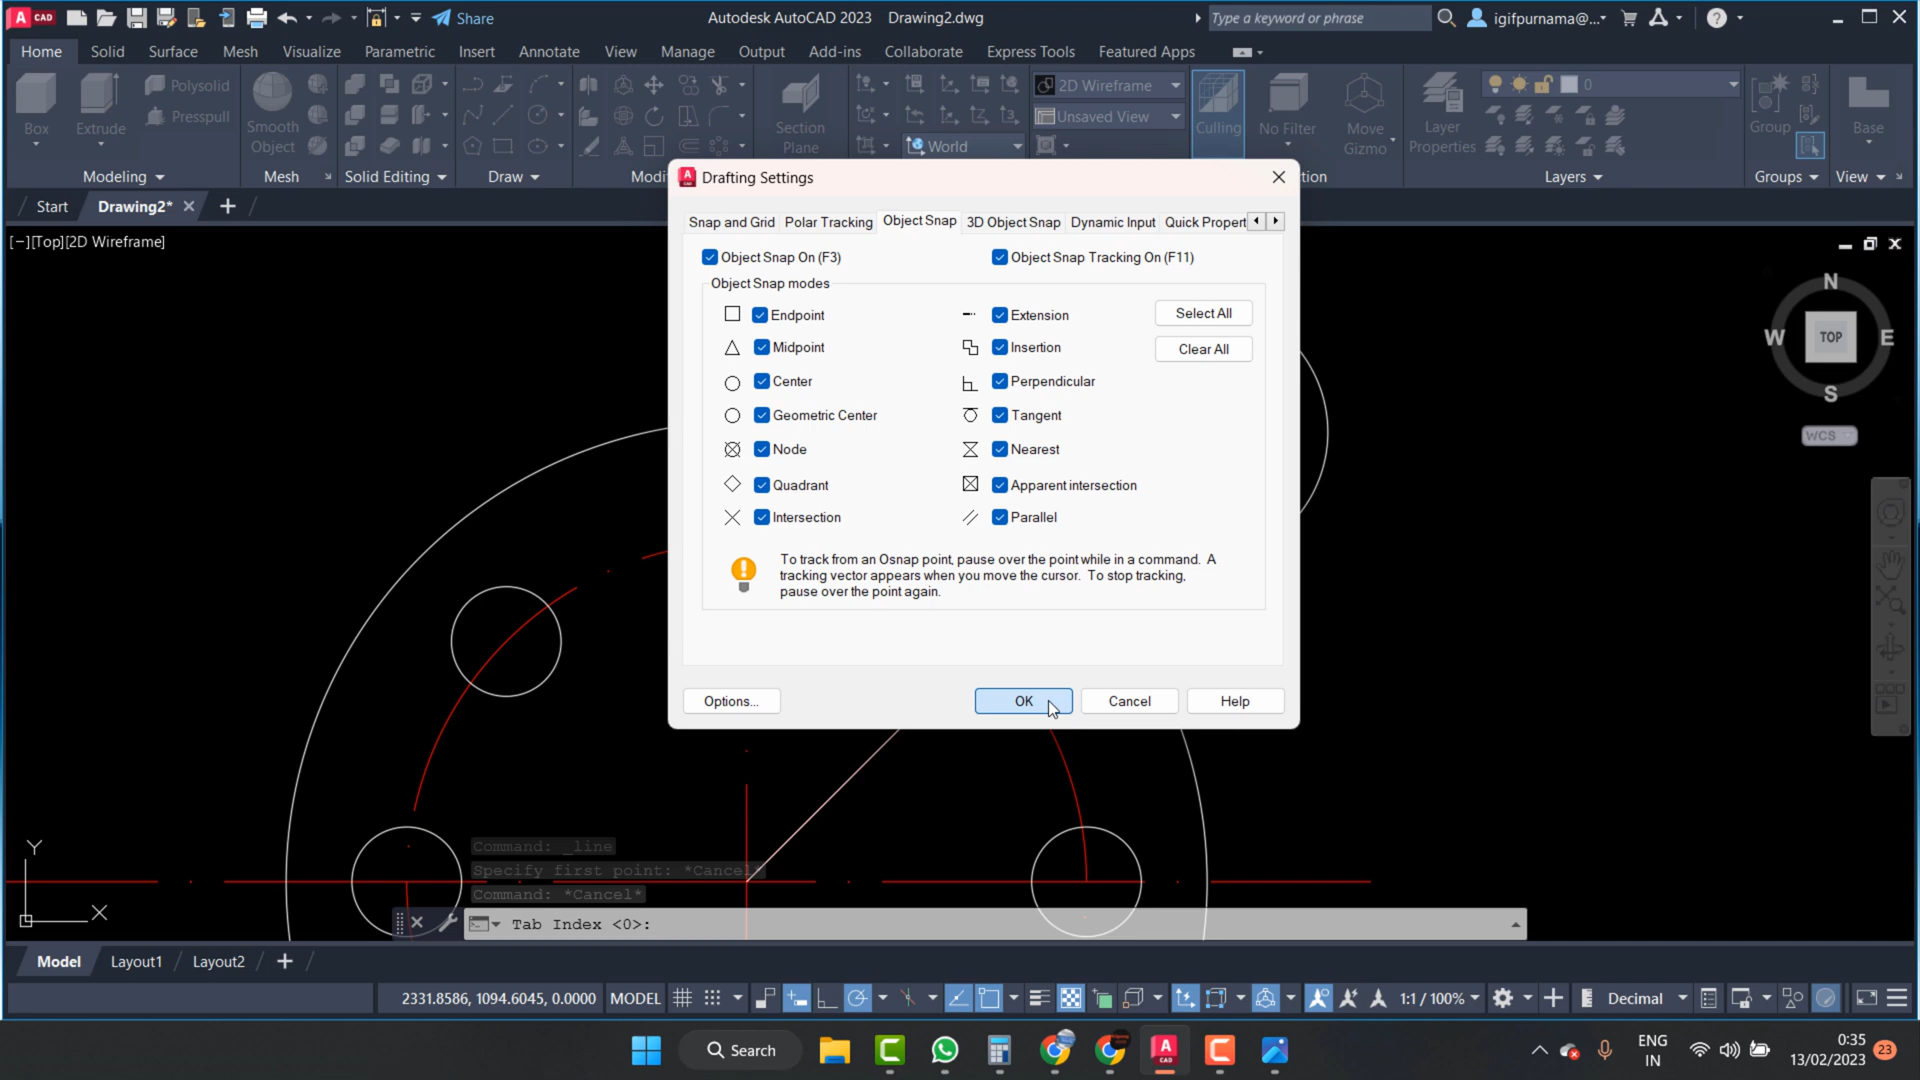 CAD
Share
Autodesk AutoCAD 2023 Drawing2.dwg
Type a keyword or phrase
igifpurnama@...
Home Solid Surface Mesh Visualize Parametric Insert Annotate View Manage Output Add-ins Collaborate Express Tools Featured Apps
Box
Extrude
Polysolid
Presspull
Smooth
Object
Section
Plane
World
2D Wireframe
Unsaved View
Culling
No Filter
Move
Gizmo
Layer
Properties
0
Group
Base
Modeling
Mesh
Solid Editing
Draw
Layers
Groups
View
Start
Drawing2*
[−][Top][2D Wireframe]
Drafting Settings
Snap and Grid Polar Tracking Object Snap 3D Object Snap Dynamic Input Quick Propert
Object Snap On (F3)
Object Snap Tracking On (F11)
Object Snap modes
Endpoint
Extension
Select All
Midpoint
Insertion
Clear All
Center
Perpendicular
Geometric Center
Tangent
Node
Nearest
Quadrant
Apparent intersection
Intersection
Parallel
To track from an Osnap point, pause over the point while in a command. A
tracking vector appears when you move the cursor. To stop tracking,
pause over the point again.
Options...
OK
Cancel
Help
N
W
TOP
E
S
WCS
Y
X
Command: _line
Specify first point: *Cancel*
Command: *Cancel*
Tab Index <0>:
Model
Layout1
Layout2
2331.8586, 1094.6045, 0.0000
MODEL
1:1 / 100%
Decimal
Search
ENG
IN
0:35
13/02/2023
23